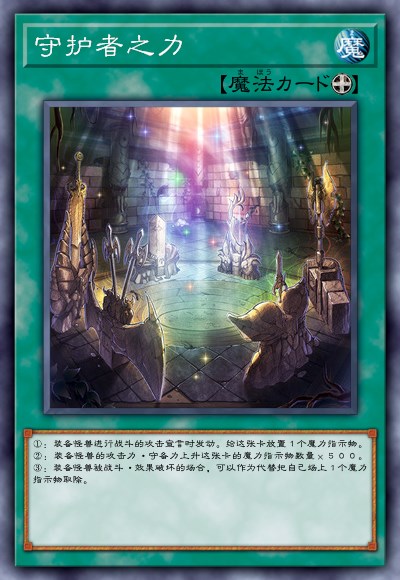 守护者之力
魔
【魔法カード】
まほう
①：装备怪兽进行战斗的攻击宣言时发动。给这张卡放置１个魔力指示物。
②：装备怪兽的攻击力・守备力上升这张卡的魔力指示物数量×５００。
③：装备怪兽被战斗・效果破坏的场合，可以作为代替把自己场上１个魔力
指示物取除。